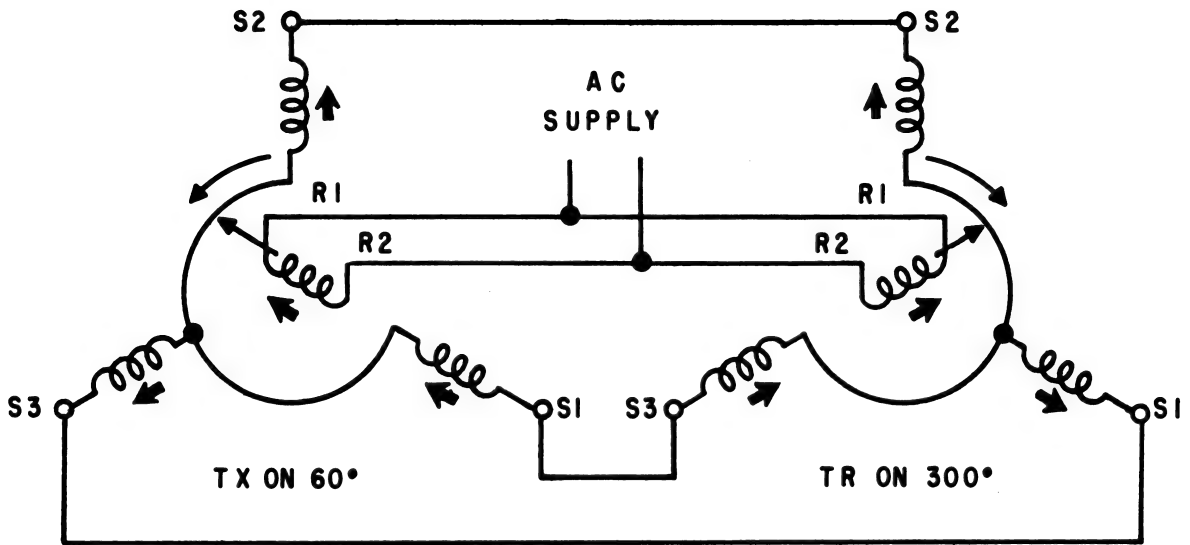 S2
S2
AC
SUPPLY
R1
R1
R2
R2
S3
S1
S3
S1
TX ON 60°
TR ON 300°